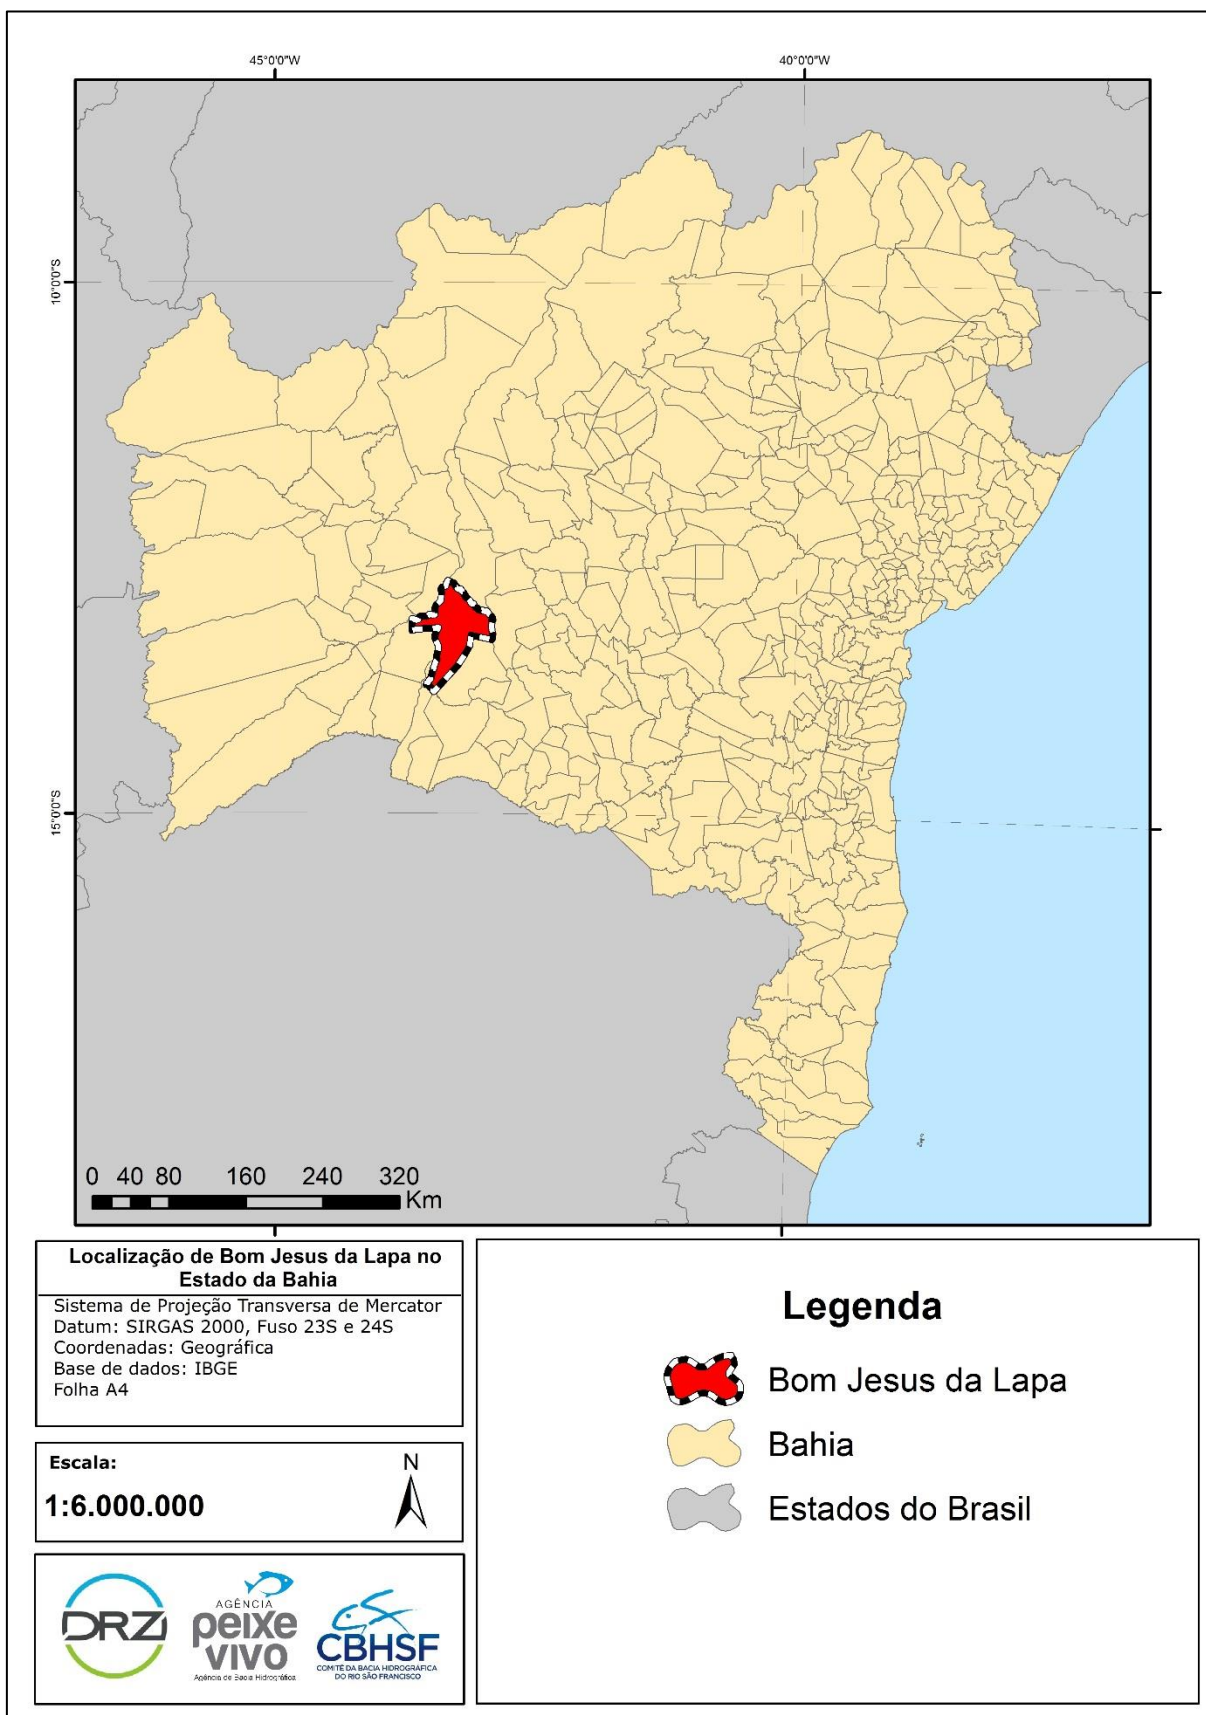 45°0'0"W
40°0'0"W
10°0'0"S
15°0'0"S
0 40 80 160 240 320
Km
Localização de Bom Jesus da Lapa no
Estado da Bahia
Sistema de Projeção Transversa de Mercator
Datum: SIRGAS 2000, Fuso 23S e 24S
Coordenadas: Geográfica
Base de dados: IBGE
Folha A4
Escala:
1:6.000.000
N
DRZ
AGÊNCIA
peixe
vivo
Agência de Bacia Hidrográfica
CBHSF
COMITÊ DA BACIA HIDROGRÁFICA
DO RIO SÃO FRANCISCO
Legenda
Bom Jesus da Lapa
Bahia
Estados do Brasil